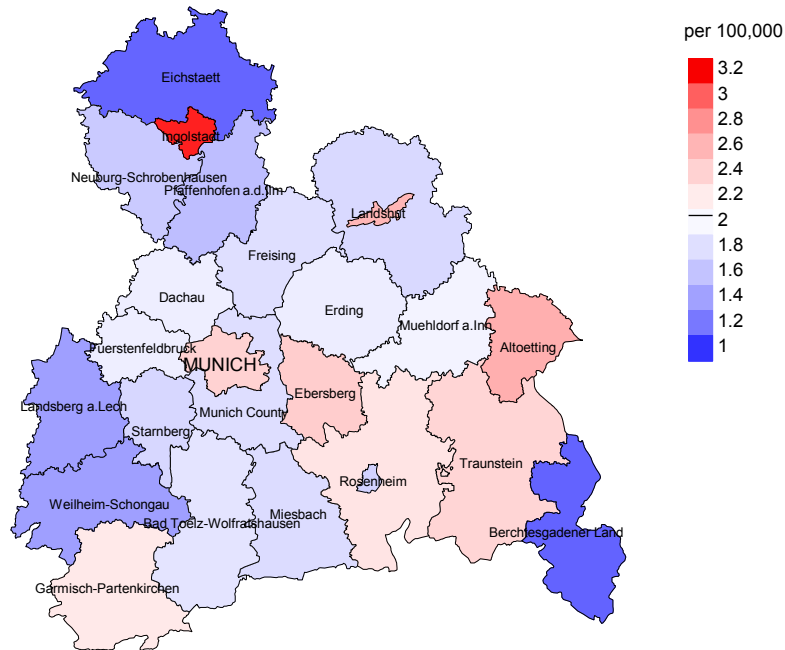 per 100,000
3.2
3
2.8
2.6
2.4
2.2
2
1.8
1.6
1.4
1.2
1
Eichstaett
Ingolstadt
Neuburg-Schrobenhausen
Pfaffenhofen a.d.Ilm
Landshut
Freising
Dachau
Erding
Muehldorf a.Inn
Fuerstenfeldbruck
Altoetting
MUNICH
Ebersberg
Landsberg a.Lech
Munich County
Starnberg
Traunstein
Rosenheim
Weilheim-Schongau
Miesbach
Bad Toelz-Wolfratshausen
Berchtesgadener Land
Garmisch-Partenkirchen